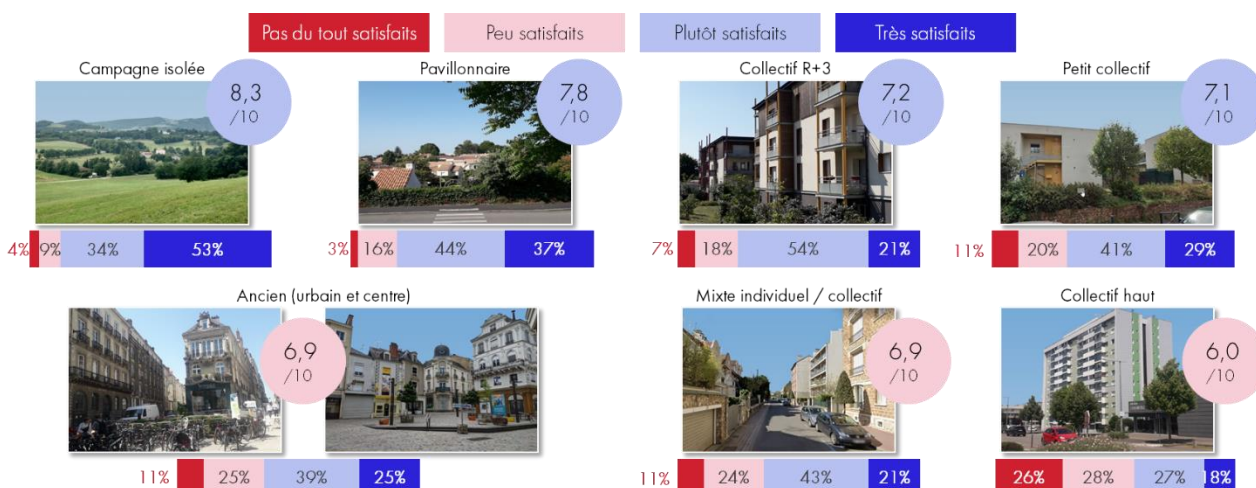 Pas du tout satisfaits
Peu satisfaits
Plutôt satisfaits
Très satisfaits
Campagne isolée
8,3
/10
4% 9% 34% 53%
Pavillonnaire
7,8
/10
3% 16% 44% 37%
Collectif R+3
7,2
/10
7% 18% 54% 21%
Petit collectif
7,1
/10
11% 20% 41% 29%
Ancien (urbain et centre)
6,9
/10
11% 25% 39% 25%
Mixte individuel / collectif
6,9
/10
11% 24% 43% 21%
Collectif haut
6,0
/10
26% 28% 27% 18%